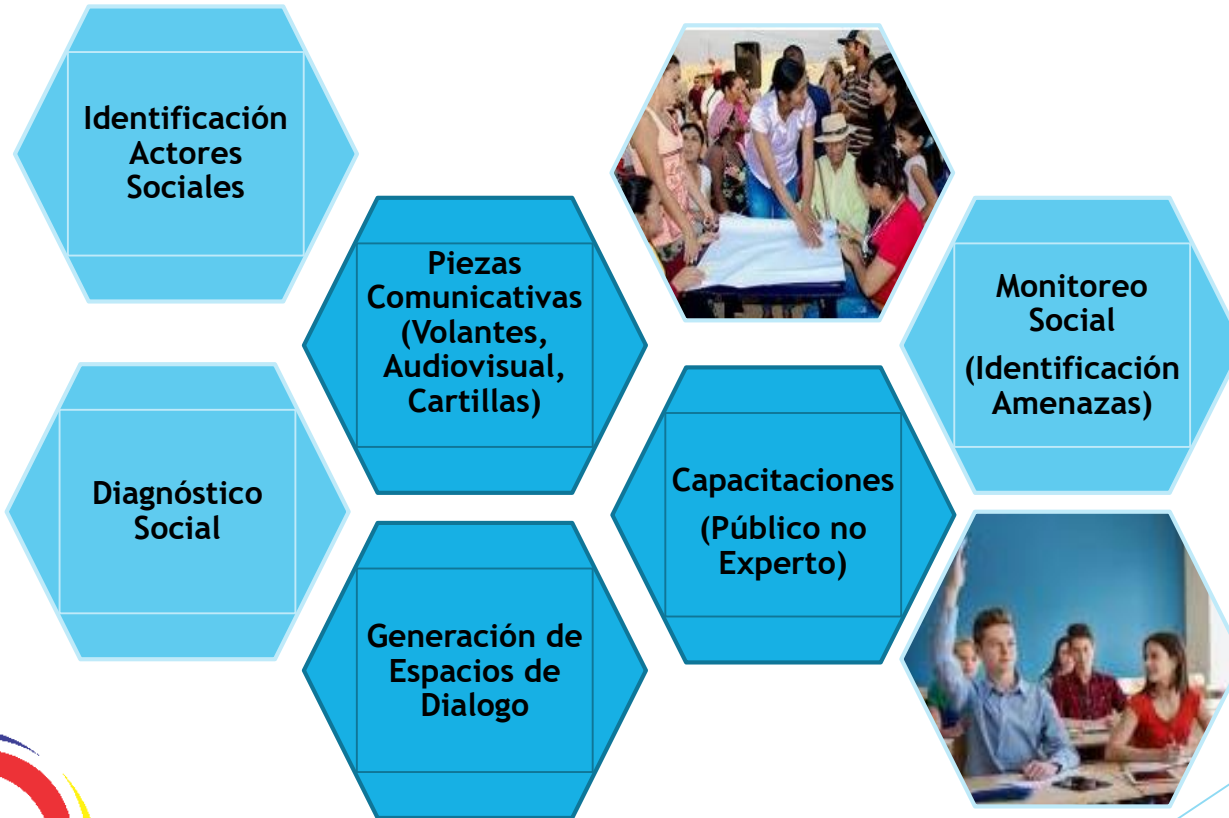 Identificación
Actores
Sociales
Diagnóstico
Social
Piezas
Comunicativas
(Volantes,
Audiovisual,
Cartillas)
Generación de
Espacios de
Dialogo
Capacitaciones
(Público no
Experto)
Monitoreo
Social
(Identificación
Amenazas)